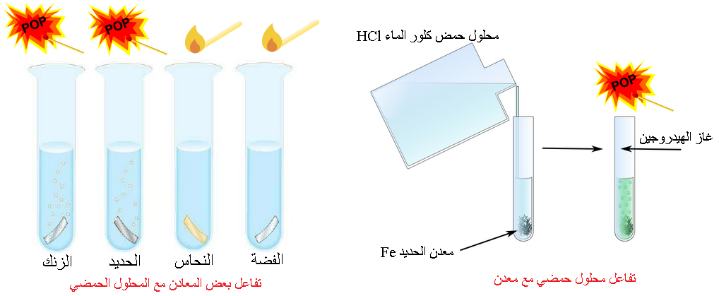 POP
POP
محلول حمض كلور الماء HCl
POP
غاز الهيدروجين
معدن الحديد Fe
الزنك
الحديد
النحاس
الفضة
تفاعل محلول حمضي مع معدن
تفاعل بعض المعادن مع المحلول الحمضي